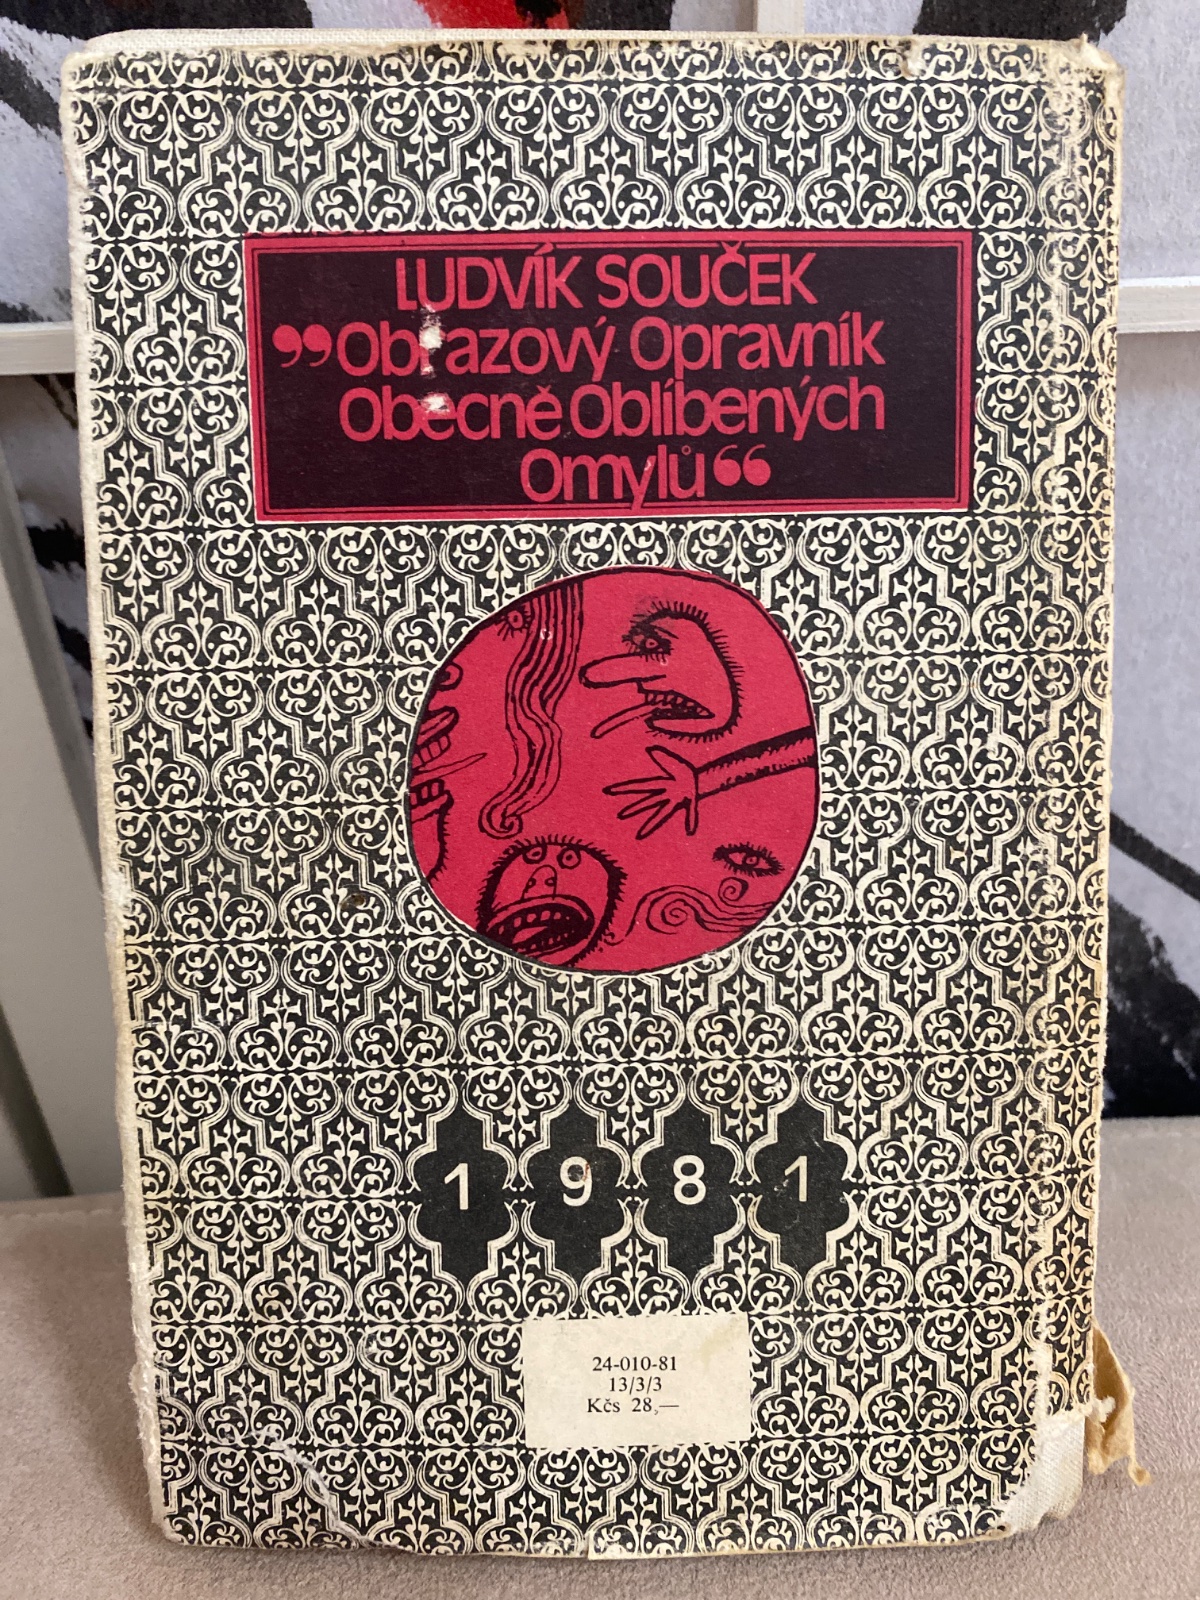 LUDVÍK SOUČEK
”Obrazový Opravník
Obecně Oblíbených
Omylů“
1981
24-010-81
13/3/3
Kčs 28,—